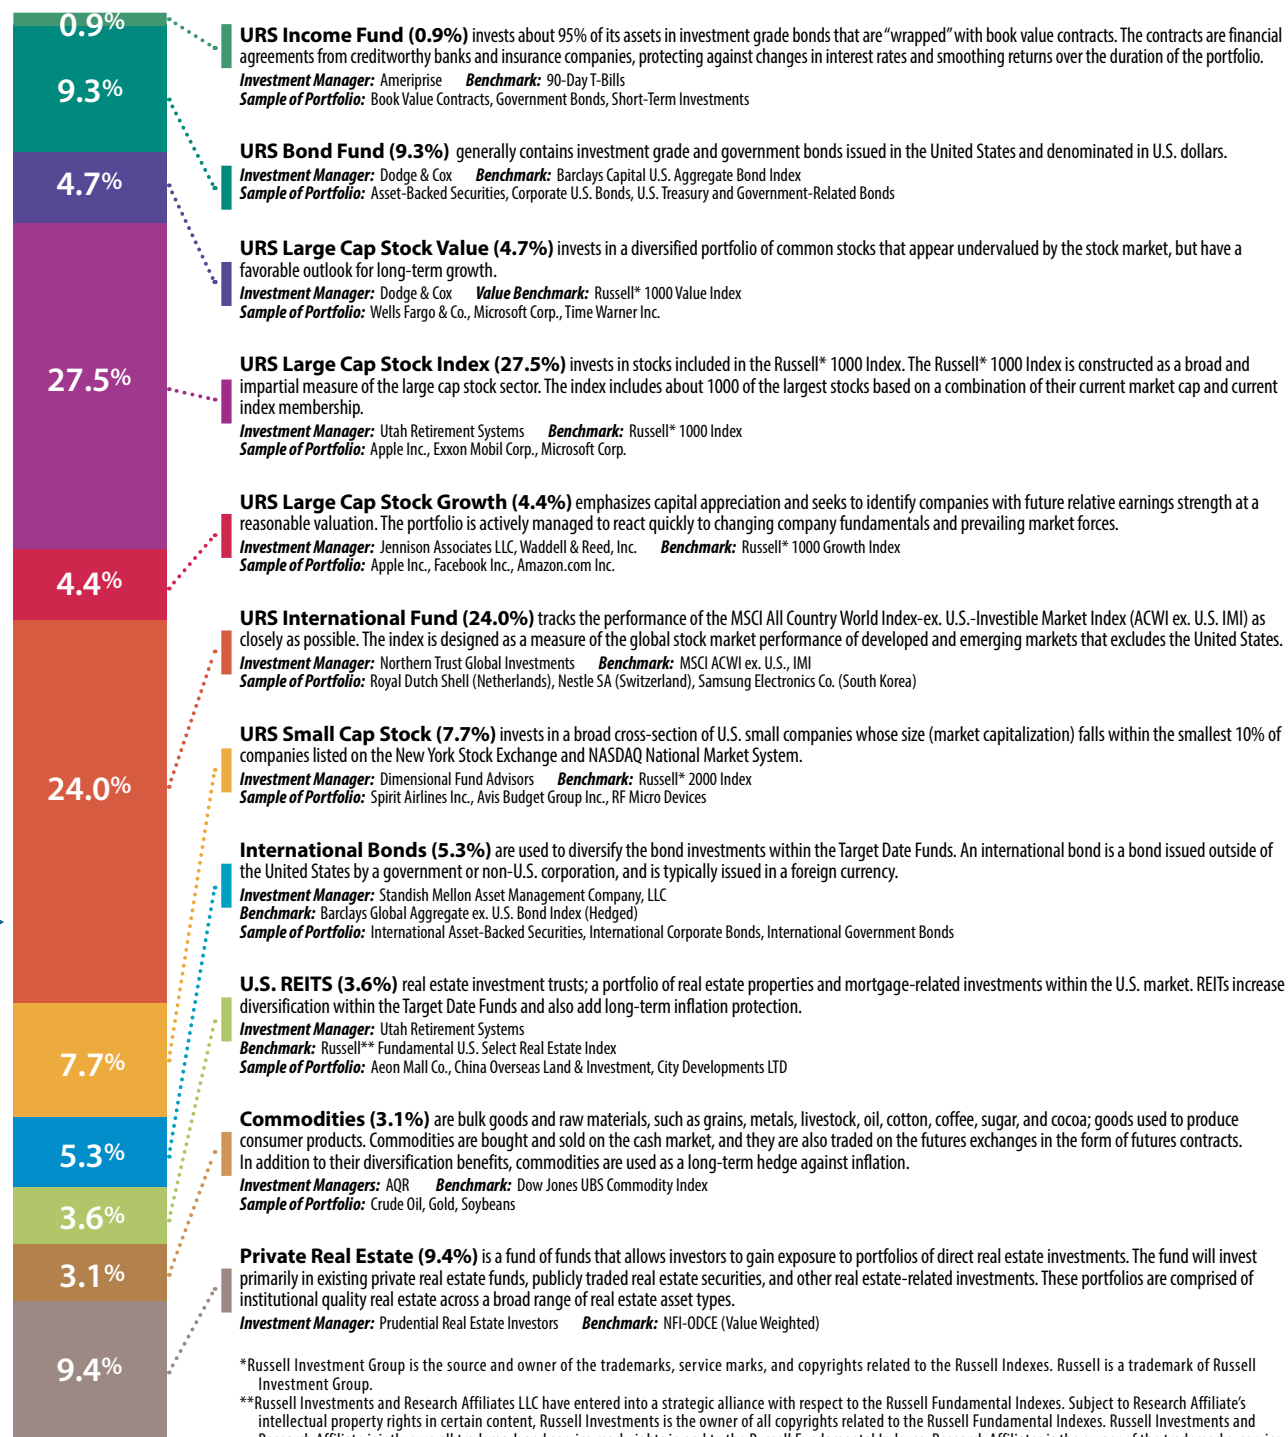 0.9%
9.3%
4.7%
27.5%
4.4%
24.0%
7.7%
5.3%
3.6%
3.1%
9.4%
URS Income Fund (0.9%) invests about 95% of its assets in investment grade bonds that are “wrapped” with book value contracts. The contracts are financial
agreements from creditworthy banks and insurance companies, protecting against changes in interest rates and smoothing returns over the duration of the portfolio.
Investment Manager: Ameriprise Benchmark: 90-Day T-Bills
Sample of Portfolio: Book Value Contracts, Government Bonds, Short-Term Investments
URS Bond Fund (9.3%) generally contains investment grade and government bonds issued in the United States and denominated in U.S. dollars.
Investment Manager: Dodge & Cox Benchmark: Barclays Capital U.S. Aggregate Bond Index
Sample of Portfolio: Asset-Backed Securities, Corporate U.S. Bonds, U.S. Treasury and Government-Related Bonds
URS Large Cap Stock Value (4.7%) invests in a diversified portfolio of common stocks that appear undervalued by the stock market, but have a
favorable outlook for long-term growth.
Investment Manager: Dodge & Cox Value Benchmark: Russell* 1000 Value Index
Sample of Portfolio: Wells Fargo & Co., Microsoft Corp., Time Warner Inc.
URS Large Cap Stock Index (27.5%) invests in stocks included in the Russell* 1000 Index. The Russell* 1000 Index is constructed as a broad and
impartial measure of the large cap stock sector. The index includes about 1000 of the largest stocks based on a combination of their current market cap and current
index membership.
Investment Manager: Utah Retirement Systems Benchmark: Russell* 1000 Index
Sample of Portfolio: Apple Inc., Exxon Mobil Corp., Microsoft Corp.
URS Large Cap Stock Growth (4.4%) emphasizes capital appreciation and seeks to identify companies with future relative earnings strength at a
reasonable valuation. The portfolio is actively managed to react quickly to changing company fundamentals and prevailing market forces.
Investment Manager: Jennison Associates LLC, Waddell & Reed, Inc. Benchmark: Russell* 1000 Growth Index
Sample of Portfolio: Apple Inc., Facebook Inc., Amazon.com Inc.
URS International Fund (24.0%) tracks the performance of the MSCI All Country World Index-ex. U.S.-Investible Market Index (ACWI ex. U.S. IMI) as
closely as possible. The index is designed as a measure of the global stock market performance of developed and emerging markets that excludes the United States.
Investment Manager: Northern Trust Global Investments Benchmark: MSCI ACWI ex. U.S., IMI
Sample of Portfolio: Royal Dutch Shell (Netherlands), Nestle SA (Switzerland), Samsung Electronics Co. (South Korea)
URS Small Cap Stock (7.7%) invests in a broad cross-section of U.S. small companies whose size (market capitalization) falls within the smallest 10% of
companies listed on the New York Stock Exchange and NASDAQ National Market System.
Investment Manager: Dimensional Fund Advisors Benchmark: Russell* 2000 Index
Sample of Portfolio: Spirit Airlines Inc., Avis Budget Group Inc., RF Micro Devices
International Bonds (5.3%) are used to diversify the bond investments within the Target Date Funds. An international bond is a bond issued outside of
the United States by a government or non-U.S. corporation, and is typically issued in a foreign currency.
Investment Manager: Standish Mellon Asset Management Company, LLC
Benchmark: Barclays Global Aggregate ex. U.S. Bond Index (Hedged)
Sample of Portfolio: International Asset-Backed Securities, International Corporate Bonds, International Government Bonds
U.S. REITS (3.6%) real estate investment trusts; a portfolio of real estate properties and mortgage-related investments within the U.S. market. REITs increase
diversification within the Target Date Funds and also add long-term inflation protection.
Investment Manager: Utah Retirement Systems
Benchmark: Russell** Fundamental U.S. Select Real Estate Index
Sample of Portfolio: Aeon Mall Co., China Overseas Land & Investment, City Developments LTD
Commodities (3.1%) are bulk goods and raw materials, such as grains, metals, livestock, oil, cotton, coffee, sugar, and cocoa; goods used to produce
consumer products. Commodities are bought and sold on the cash market, and they are also traded on the futures exchanges in the form of futures contracts.
In addition to their diversification benefits, commodities are used as a long-term hedge against inflation.
Investment Managers: AQR Benchmark: Dow Jones UBS Commodity Index
Sample of Portfolio: Crude Oil, Gold, Soybeans
Private Real Estate (9.4%) is a fund of funds that allows investors to gain exposure to portfolios of direct real estate investments. The fund will invest
primarily in existing private real estate funds, publicly traded real estate securities, and other real estate-related investments. These portfolios are comprised of
institutional quality real estate across a broad range of real estate asset types.
Investment Manager: Prudential Real Estate Investors Benchmark: NFI-ODCE (Value Weighted)
*Russell Investment Group is the source and owner of the trademarks, service marks, and copyrights related to the Russell Indexes. Russell is a trademark of Russell
Investment Group.
**Russell Investments and Research Affiliates LLC have entered into a strategic alliance with respect to the Russell Fundamental Indexes. Subject to Research Affiliate’s
intellectual property rights in certain content, Russell Investments is the owner of all copyrights related to the Russell Fundamental Indexes. Russell Investments and